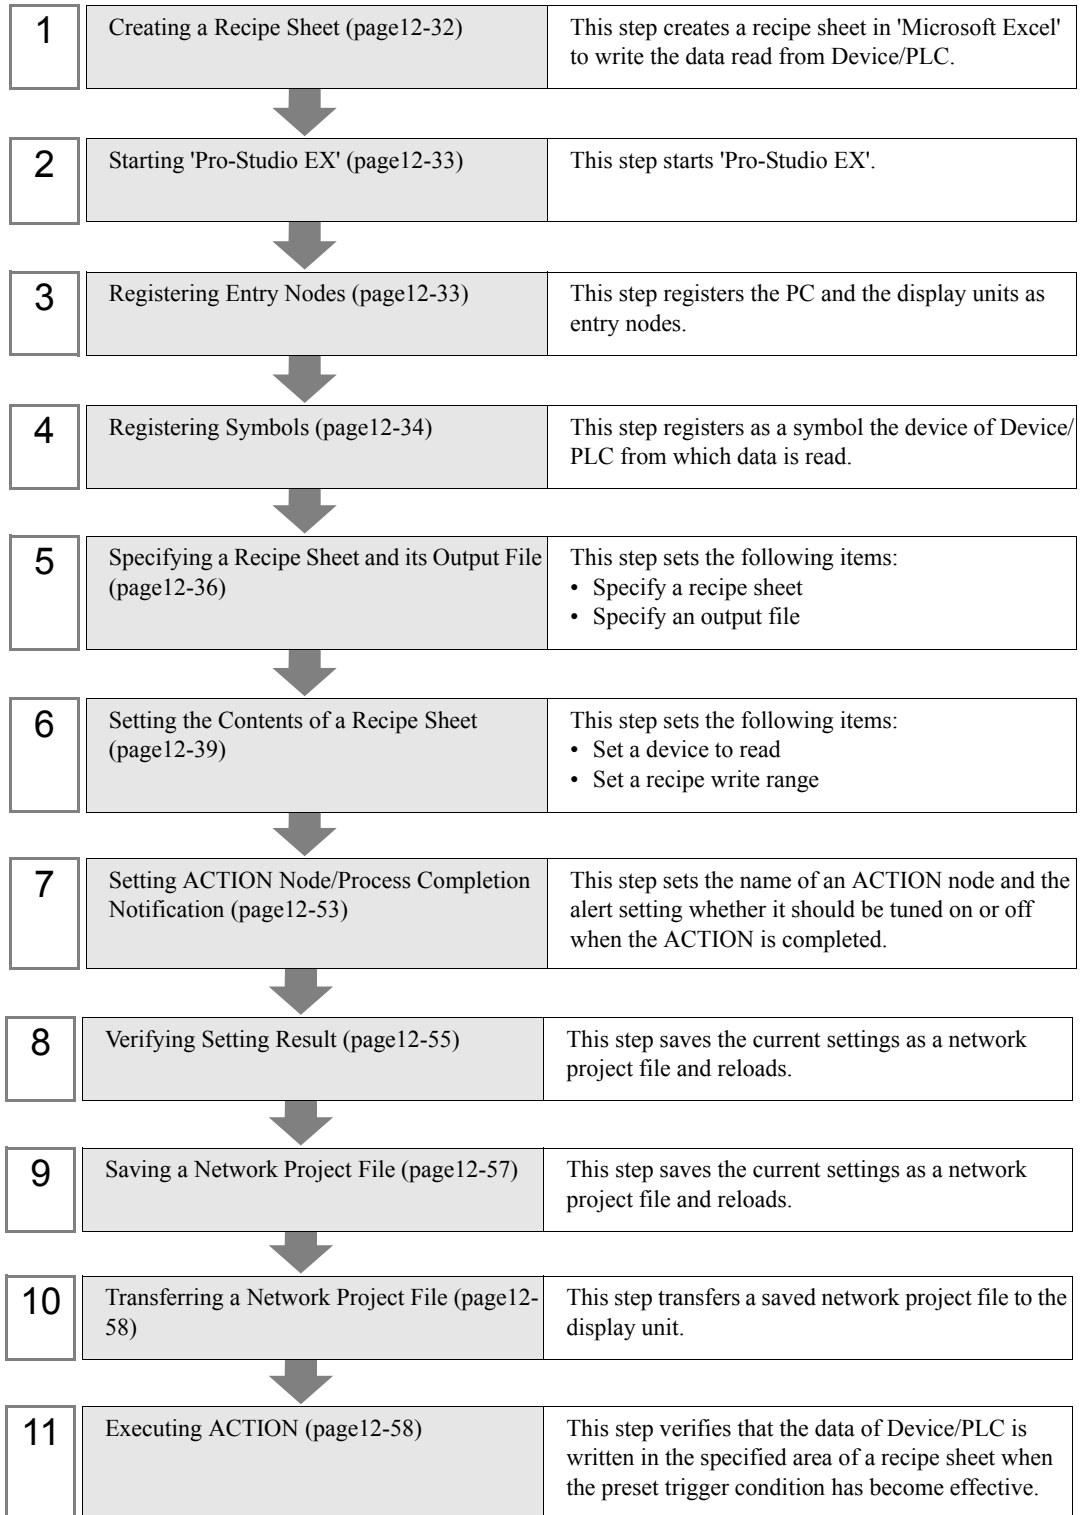 1
Creating a Recipe Sheet (page12-32)
This step creates a recipe sheet in 'Microsoft Excel'
to write the data read from Device/PLC.
2
Starting 'Pro-Studio EX' (page12-33)
This step starts 'Pro-Studio EX'.
3
Registering Entry Nodes (page12-33)
This step registers the PC and the display units as
entry nodes.
4
Registering Symbols (page12-34)
This step registers as a symbol the device of Device/
PLC from which data is read.
5
Specifying a Recipe Sheet and its Output File
(page12-36)
This step sets the following items:
• Specify a recipe sheet
• Specify an output file
6
Setting the Contents of a Recipe Sheet
(page12-39)
This step sets the following items:
• Set a device to read
• Set a recipe write range
7
Setting ACTION Node/Process Completion
Notification (page12-53)
This step sets the name of an ACTION node and the
alert setting whether it should be tuned on or off
when the ACTION is completed.
8
Verifying Setting Result (page12-55)
This step saves the current settings as a network
project file and reloads.
9
Saving a Network Project File (page12-57)
This step saves the current settings as a network
project file and reloads.
10
Transferring a Network Project File (page12-
58)
This step transfers a saved network project file to the
display unit.
11
Executing ACTION (page12-58)
This step verifies that the data of Device/PLC is
written in the specified area of a recipe sheet when
the preset trigger condition has become effective.